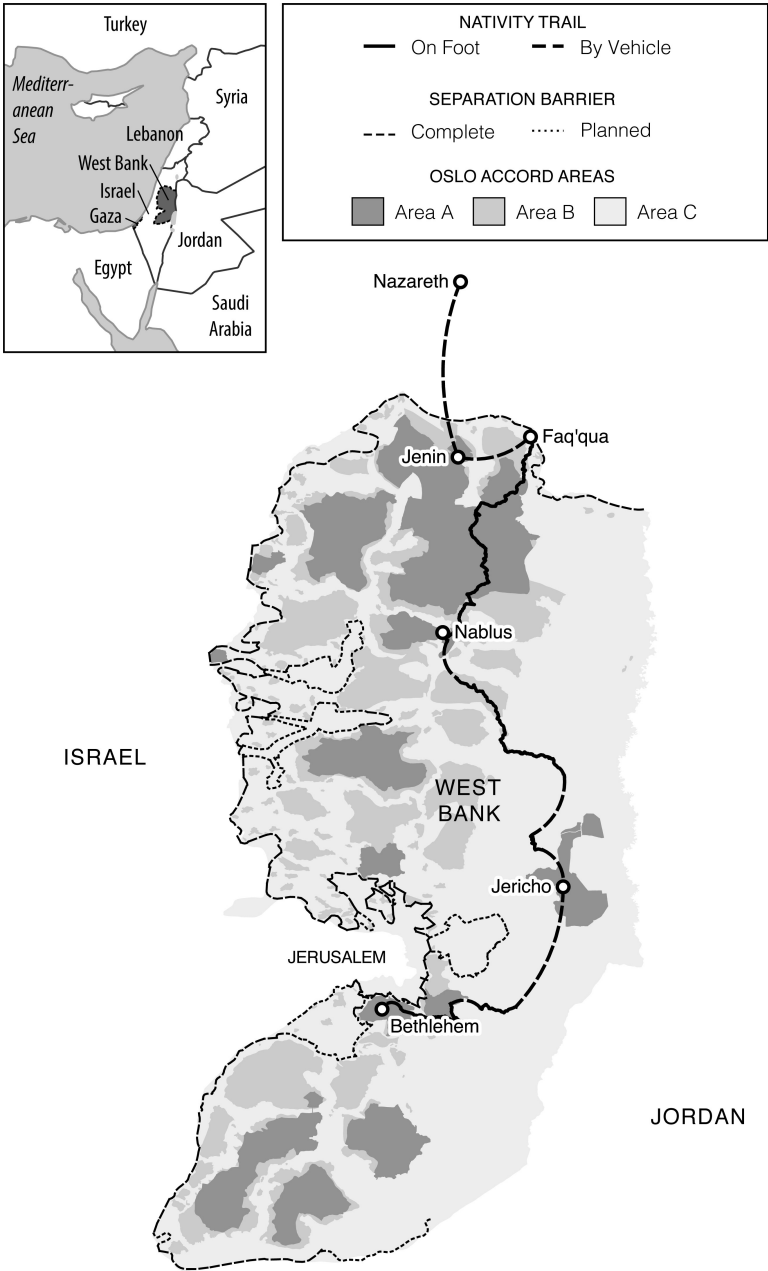 Turkey
Mediterr-
anean
Sea
Syria
Lebanon
West Bank
Israel
Gaza
Jordan
Egypt
Saudi
Arabia
NATIVITY TRAIL
On Foot
By Vehicle
SEPARATION BARRIER
Complete
Planned
OSLO ACCORD AREAS
Area A
Area B
Area C
Nazareth
Faq'qua
Jenin
Nablus
ISRAEL
WEST
BANK
Jericho
JERUSALEM
Bethlehem
JORDAN